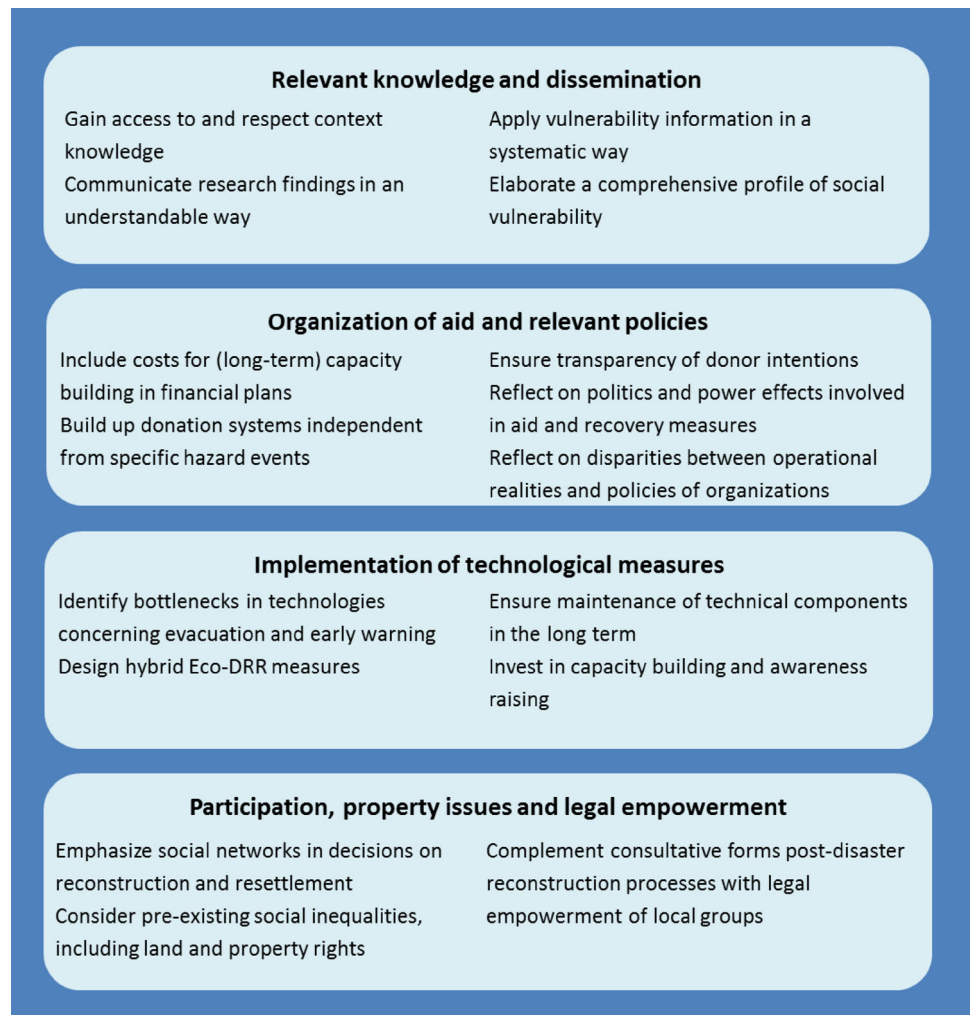 Relevant knowledge and dissemination
Gain access to and respect context
knowledge
Communicate research findings in an
understandable way
Apply vulnerability information in a
systematic way
Elaborate a comprehensive profile of social
vulnerability
Organization of aid and relevant policies
Include costs for (long-term) capacity
building in financial plans
Build up donation systems independent
from specific hazard events
Ensure transparency of donor intentions
Reflect on politics and power effects involved
in aid and recovery measures
Reflect on disparities between operational
realities and policies of organizations
Implementation of technological measures
Identify bottlenecks in technologies
concerning evacuation and early warning
Design hybrid Eco-DRR measures
Ensure maintenance of technical components
in the long term
Invest in capacity building and awareness
raising
Participation, property issues and legal empowerment
Emphasize social networks in decisions on
reconstruction and resettlement
Consider pre-existing social inequalities,
including land and property rights
Complement consultative forms post-disaster
reconstruction processes with legal
empowerment of local groups